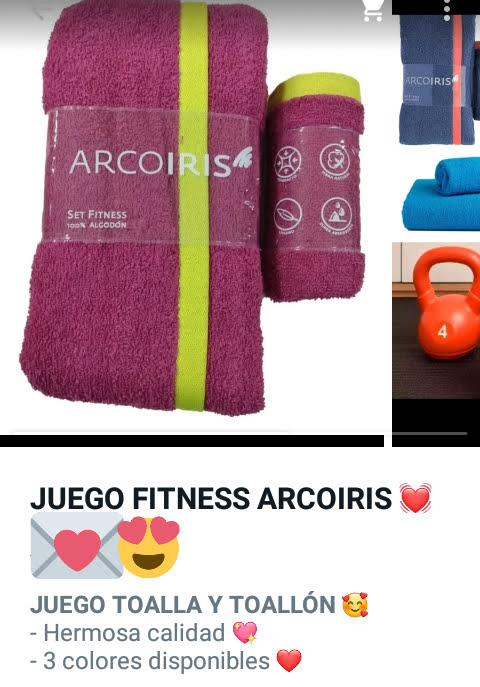 ARCOIRIS
SET FITNESS
100% ALGODÓN
ARCOIRIS
4
JUEGO FITNESS ARCOIRIS 💓
💌😍
JUEGO TOALLA Y TOALLÓN 🥰
- Hermosa calidad 💖
- 3 colores disponibles ❤️